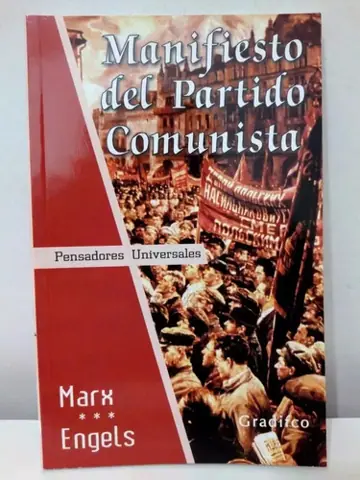 Manifiesto
del Partido
Comunista
Pensadores Universales
Marx
***
Engels
Gradifco